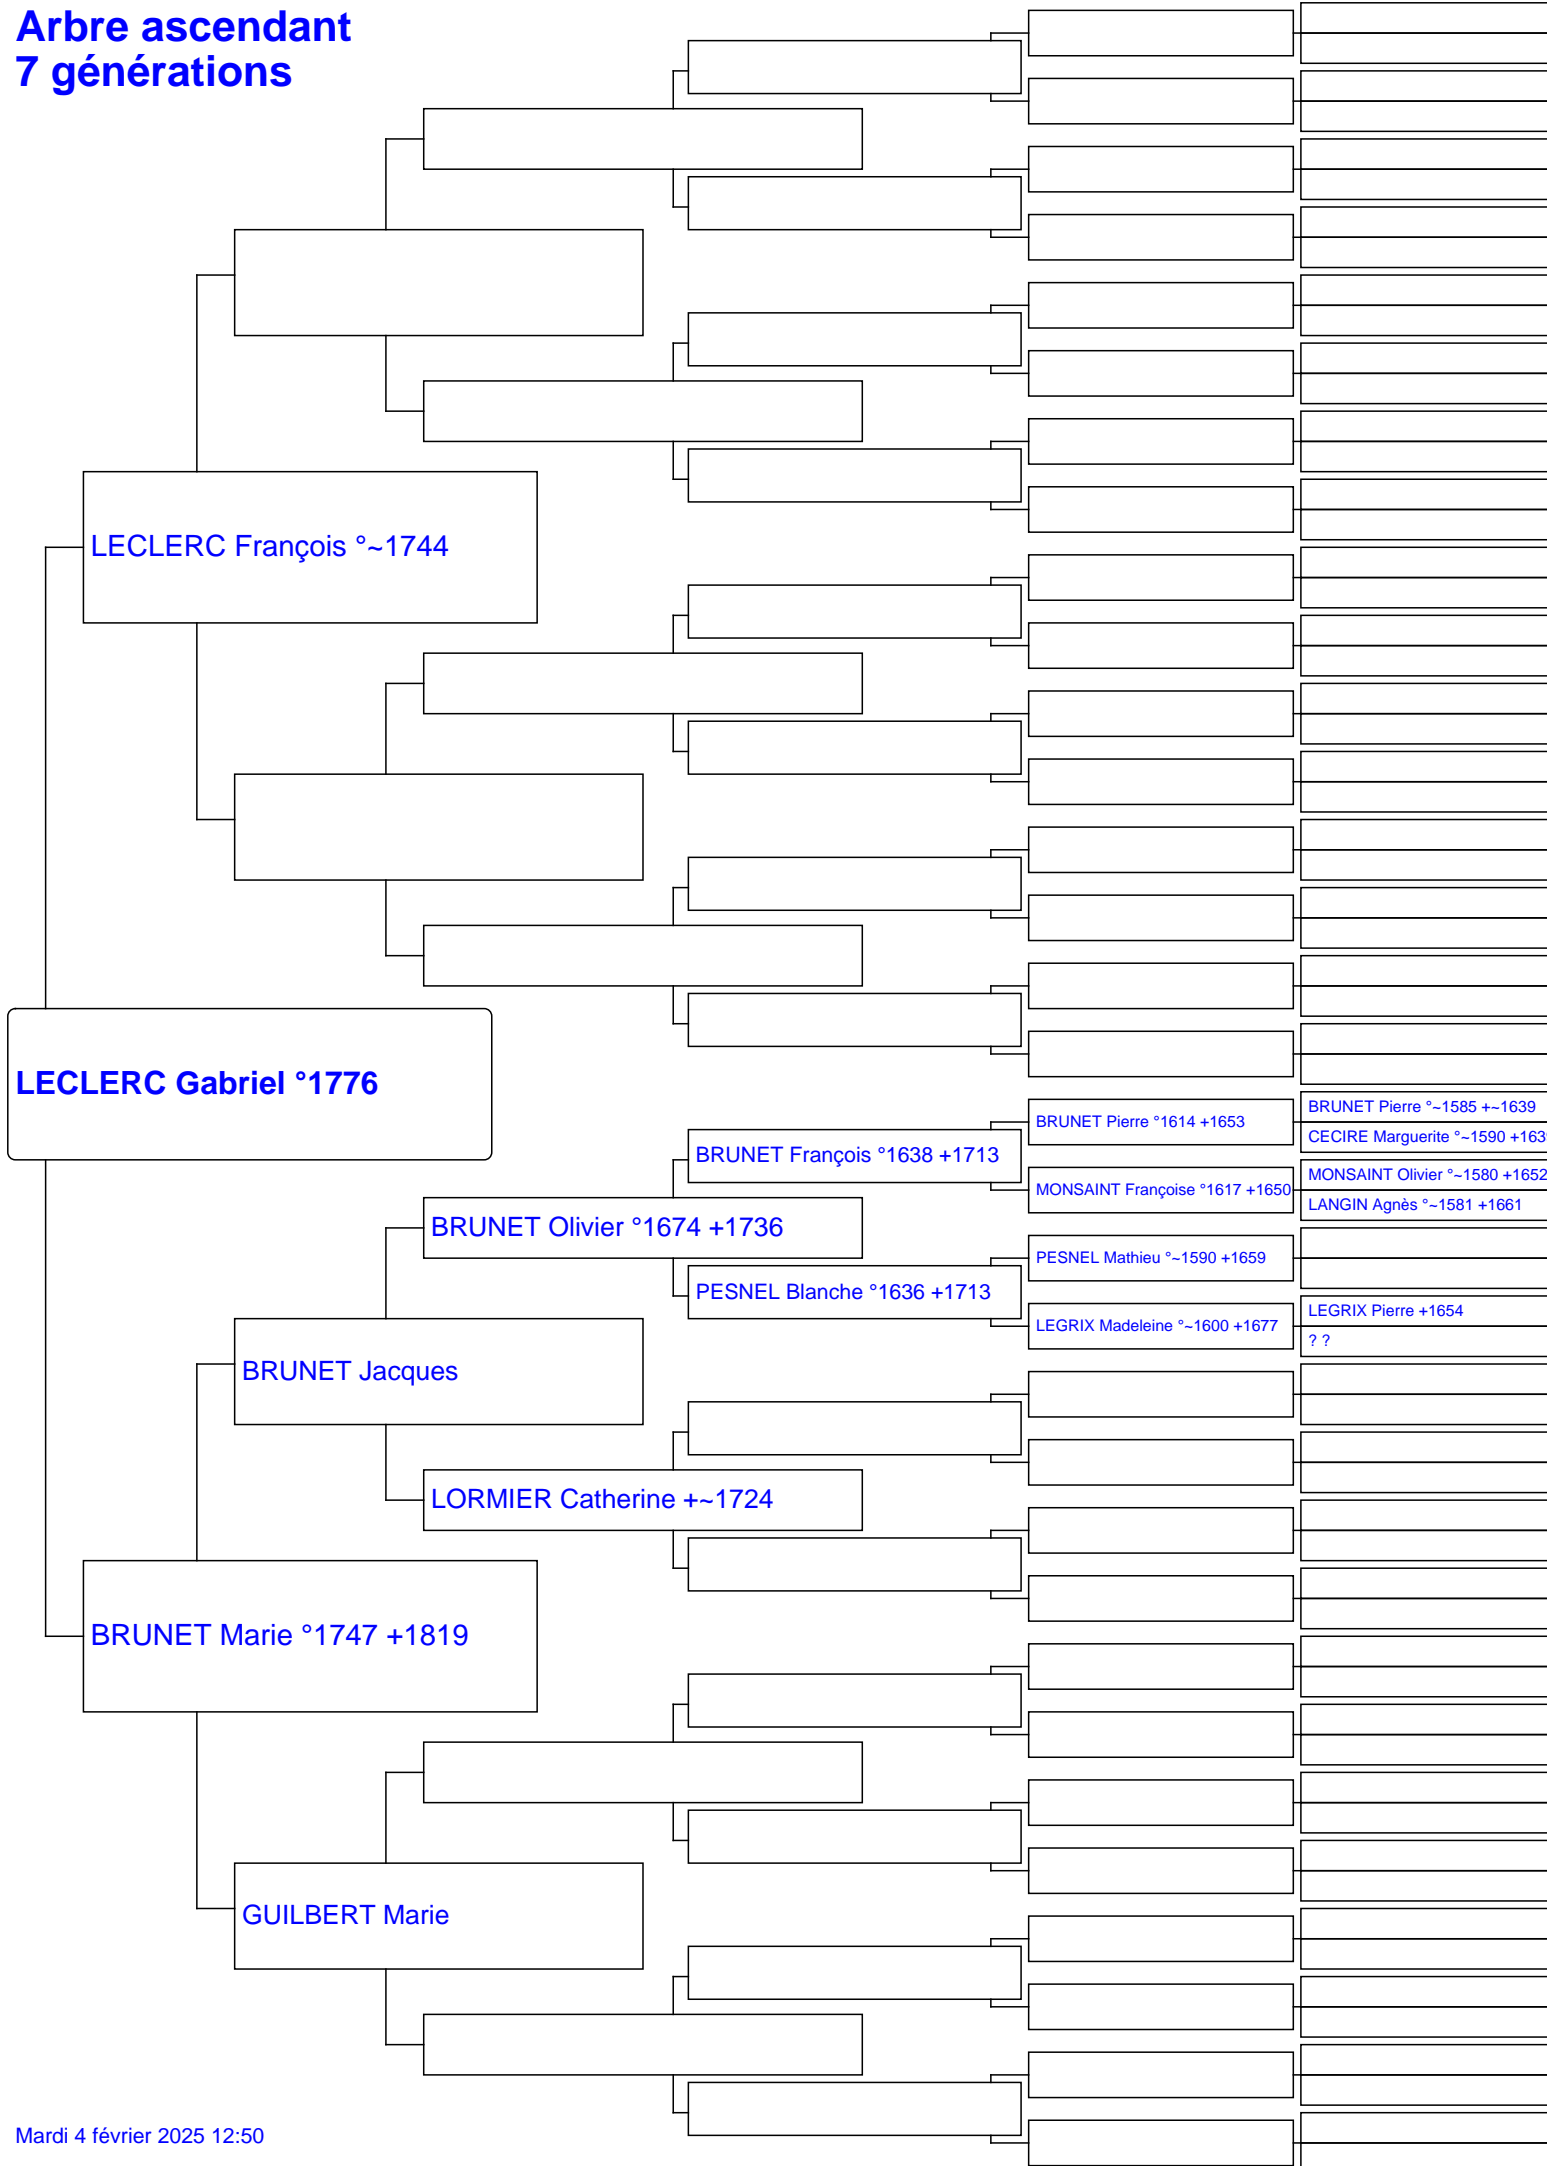 Arbre ascendant
7 générations
LECLERC François °~1744
LECLERC Gabriel °1776
BRUNET Pierre °~1585 +~1639
BRUNET Pierre °1614 +1653
CECIRE Marguerite °~1590 +163
BRUNET François °1638 +1713
MONSAINT Olivier °~1580 +1652
MONSAINT Françoise °1617 +1650
LANGIN Agnès °~1581 +1661
BRUNET Olivier °1674 +1736
PESNEL Mathieu °~1590 +1659
PESNEL Blanche °1636 +1713
LEGRIX Pierre +1654
LEGRIX Madeleine °~1600 +1677
? ?
BRUNET Jacques
LORMIER Catherine +~1724
BRUNET Marie °1747 +1819
GUILBERT Marie
Mardi 4 février 2025 12:50